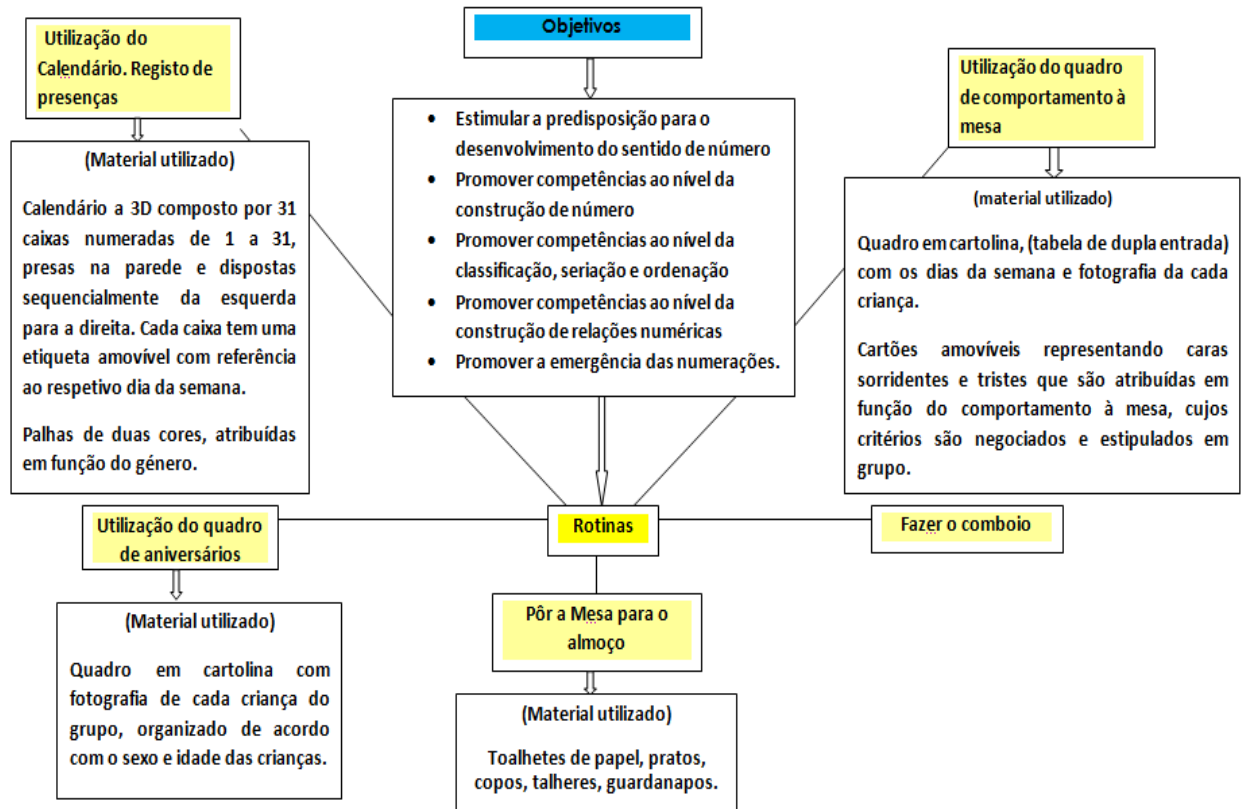 Objetivos
Utilização do
Calendário. Registo de
presenças
(Material utilizado)
Calendário a 3D composto por 31
caixas numeradas de 1 a 31,
presas na parede e dispostas
sequencialmente da esquerda
para a direita. Cada caixa tem uma
etiqueta amovível com referência
ao respetivo dia da semana.
Palhas de duas cores, atribuídas
em função do género.
• Estimular a predisposição para o
desenvolvimento do sentido de número
• Promover competências ao nível da
construção de número
• Promover competências ao nível da
classificação, seriação e ordenação
• Promover competências ao nível da
construção de relações numéricas
• Promover a emergência das numerações.
Utilização do quadro
de comportamento à
mesa
(material utilizado)
Quadro em cartolina, (tabela de dupla entrada)
com os dias da semana e fotografia da cada
criança.
Cartões amovíveis representando caras
sorridentes e tristes que são atribuídas em
função do comportamento à mesa, cujos
critérios são negociados e estipulados em
grupo.
Utilização do quadro
de aniversários
Rotinas
Fazer o comboio
(Material utilizado)
Quadro em cartolina com
fotografia de cada criança do
grupo, organizado de acordo
com o sexo e idade das crianças.
Pôr a Mesa para o
almoço
(Material utilizado)
Toalhetes de papel, pratos,
copos, talheres, guardanapos.